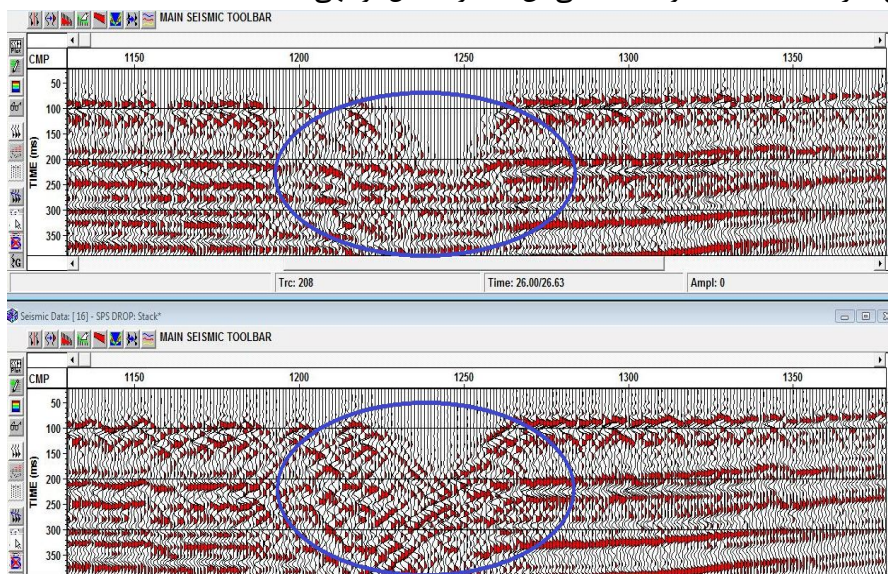 MAIN SEISMIC TOOLBAR
CMP 1150 1200 1250 1300 1350
TIME (ms)
50
100
150
200
250
300
350
Trc: 208 Time: 26.00/26.63 Ampl: 0
Seismic Data: [ 16] - SPS DROP: Stack*
MAIN SEISMIC TOOLBAR
CMP 1150 1200 1250 1300 1350
TIME (ms)
50
100
150
200
250
300
350